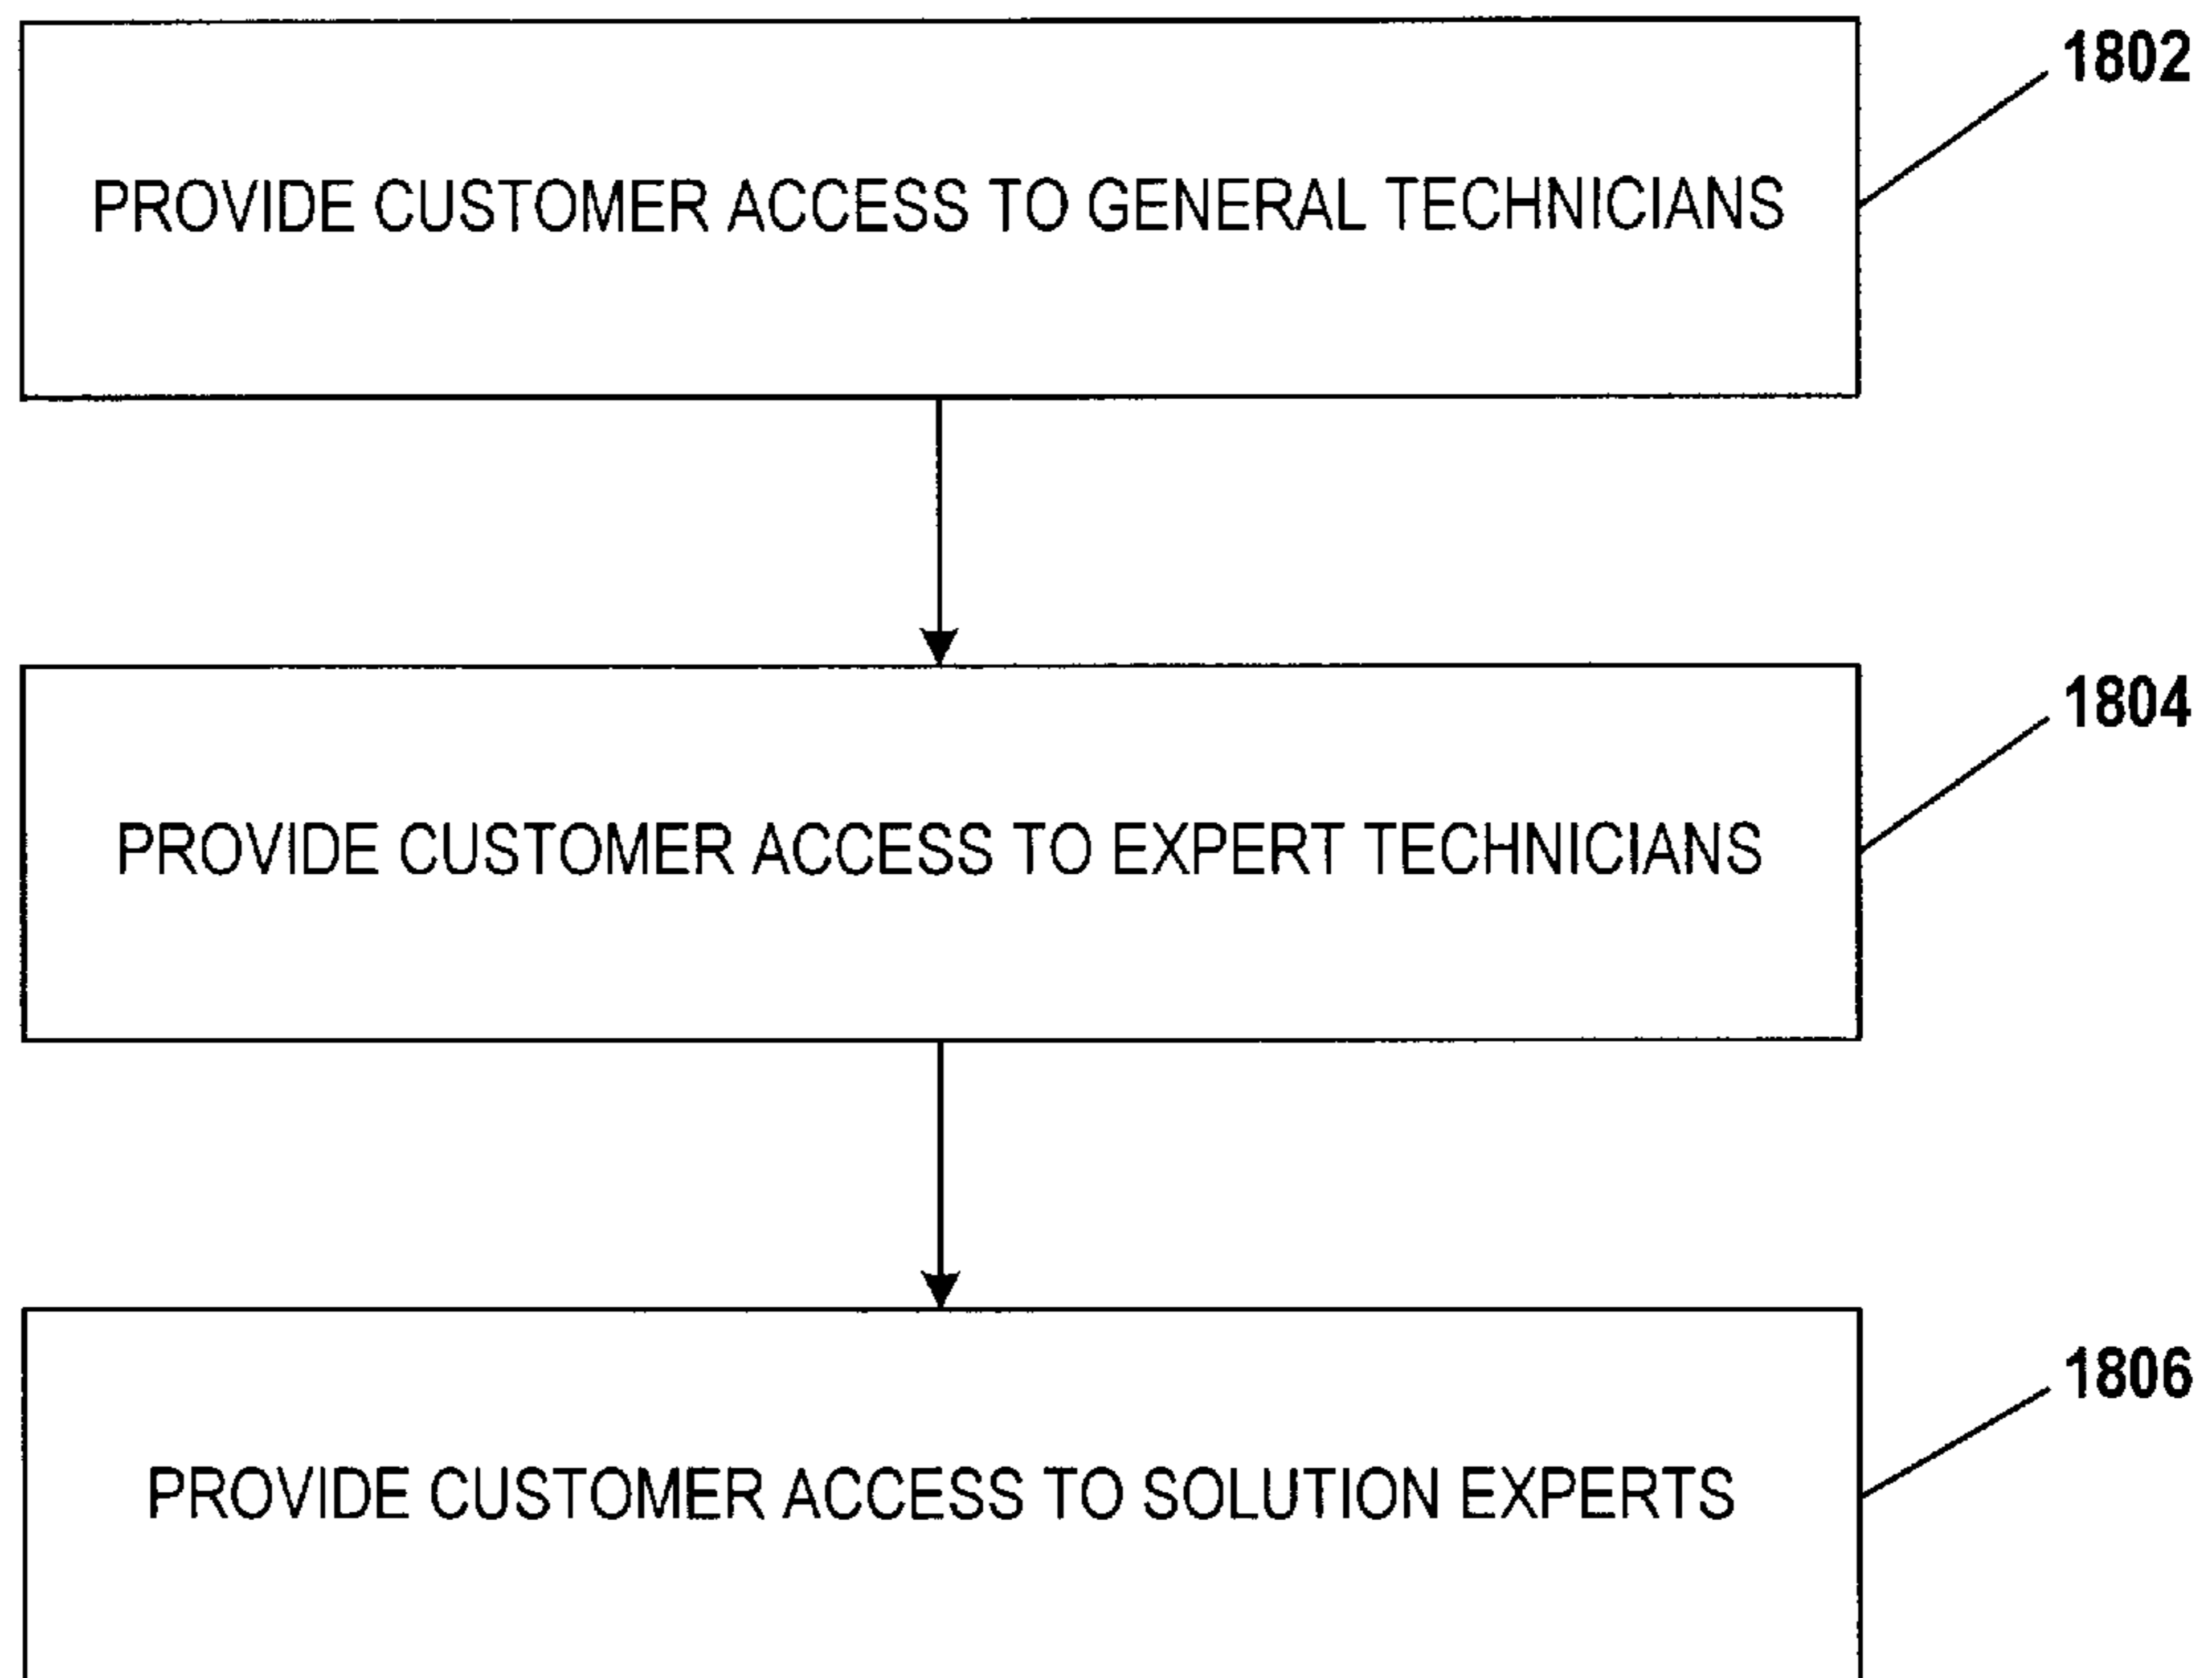 1802
PROVIDE CUSTOMER ACCESS TO GENERAL TECHNICIANS
1804
PROVIDE CUSTOMER ACCESS TO EXPERT TECHNICIANS
1806
PROVIDE CUSTOMER ACCESS TO SOLUTION EXPERTS